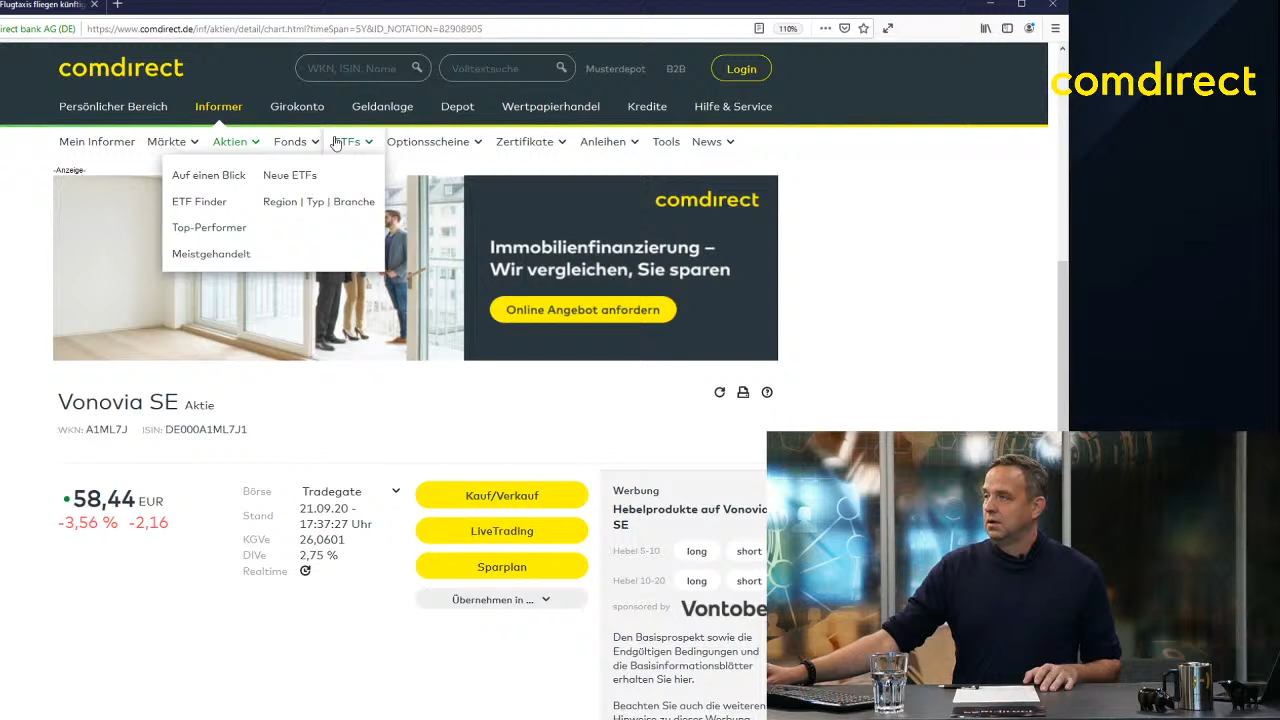 Flugtaxis fliegen künftig
irect bank AG (DE)
https://www.comdirect.de/inf/aktien/detail/chart.html?timeSpan=5Y&ID_NOTATION=82908905
110%
comdirect
WKN, ISIN, Name
Volltextsuche
Musterdepot
B2B
Login
comdirect
Persönlicher Bereich
Informer
Girokonto
Geldanlage
Depot
Wertpapierhandel
Kredite
Hilfe & Service
Mein Informer
Märkte
Aktien
Fonds
ETFs
Optionsscheine
Zertifikate
Anleihen
Tools
News
-Anzeige-
Auf einen Blick
Neue ETFs
ETF Finder
Region | Typ | Branche
Top-Performer
Meistgehandelt
comdirect
Immobilienfinanzierung –
Wir vergleichen, Sie sparen
Online Angebot anfordern
Vonovia SE Aktie
WKN: A1ML7J ISIN: DE000A1ML7J1
58,44 EUR
-3,56 % -2,16
Börse Tradegate
Stand 21.09.20 -
17:37:27 Uhr
KGVe 26,0601
DIVe 2,75 %
Realtime
Kauf/Verkauf
LiveTrading
Sparplan
Übernehmen in ...
Werbung
Hebelprodukte auf Vonovia
SE
Hebel 5-10 long short
Hebel 10-20 long short
sponsored by Vontobe
Den Basisprospekt sowie die
Endgültigen Bedingungen und
die Basisinformationsblätter
erhalten Sie hier.
Beachten Sie auch die weiteren
Hinweise zu dieser Werbung